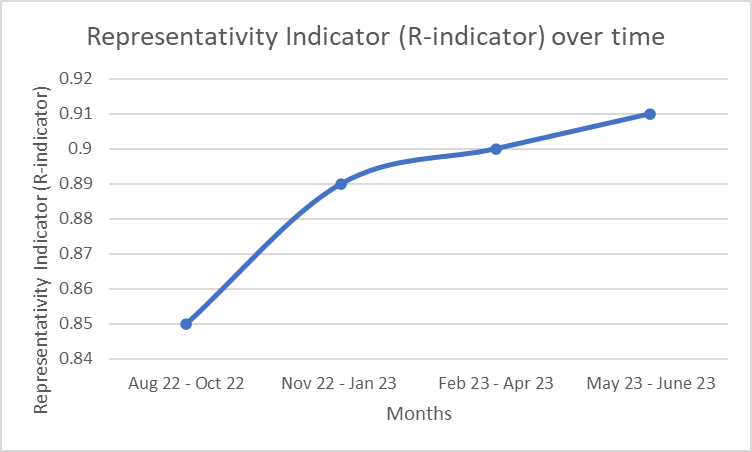 Representativity Indicator (R-indicator) over time
Representativity Indicator (R-indicator)
0.92
0.91
0.9
0.89
0.88
0.87
0.86
0.85
0.84
Aug 22 - Oct 22
Nov 22 - Jan 23
Feb 23 - Apr 23
May 23 - June 23
Months